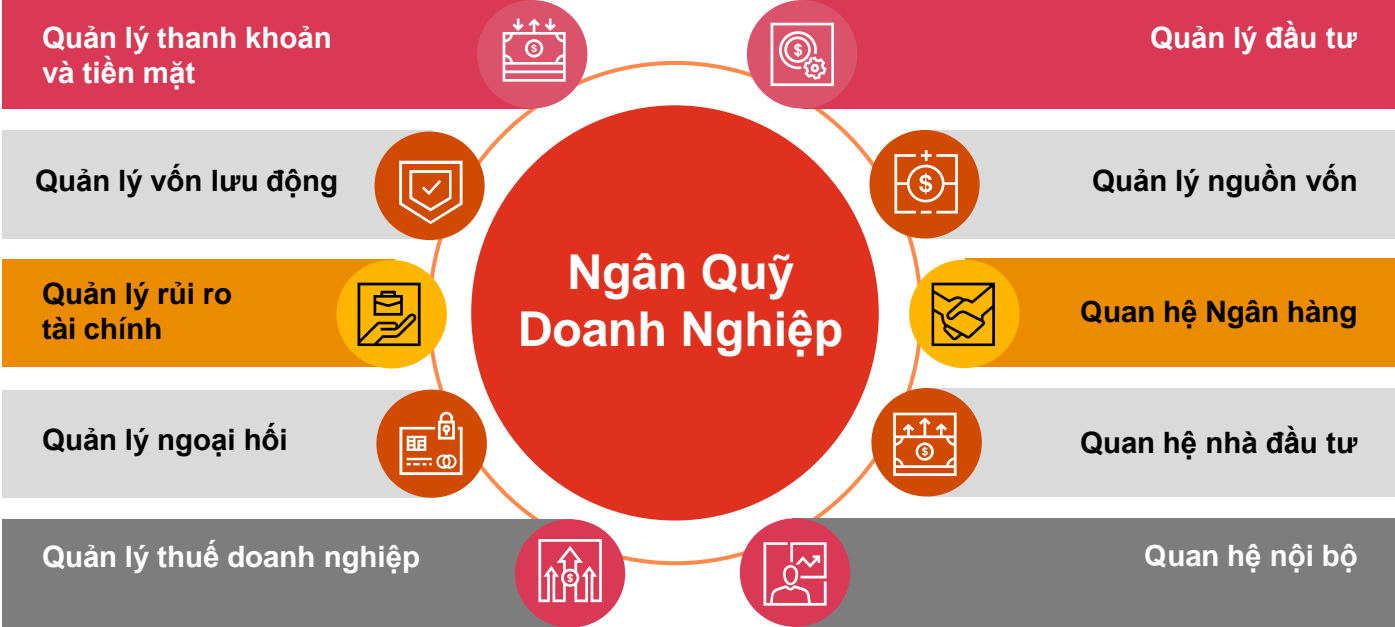 Quản lý thanh khoản
và tiền mặt
Quản lý đầu tư
Quản lý vốn lưu động
Quản lý nguồn vốn
Ngân Quỹ
Doanh Nghiệp
Quản lý rủi ro
tài chính
Quan hệ Ngân hàng
Quản lý ngoại hối
Quan hệ nhà đầu tư
Quản lý thuế doanh nghiệp
Quan hệ nội bộ